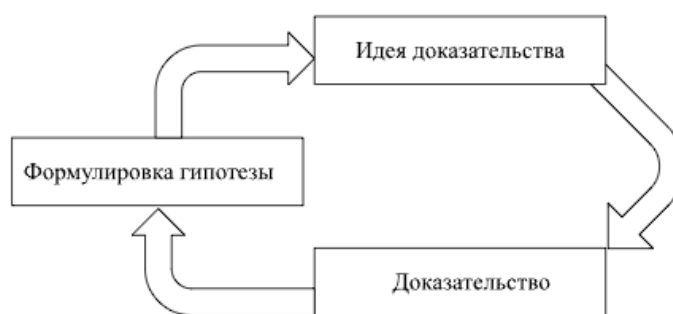 Идея доказательства
Формулировка гипотезы
Доказательство